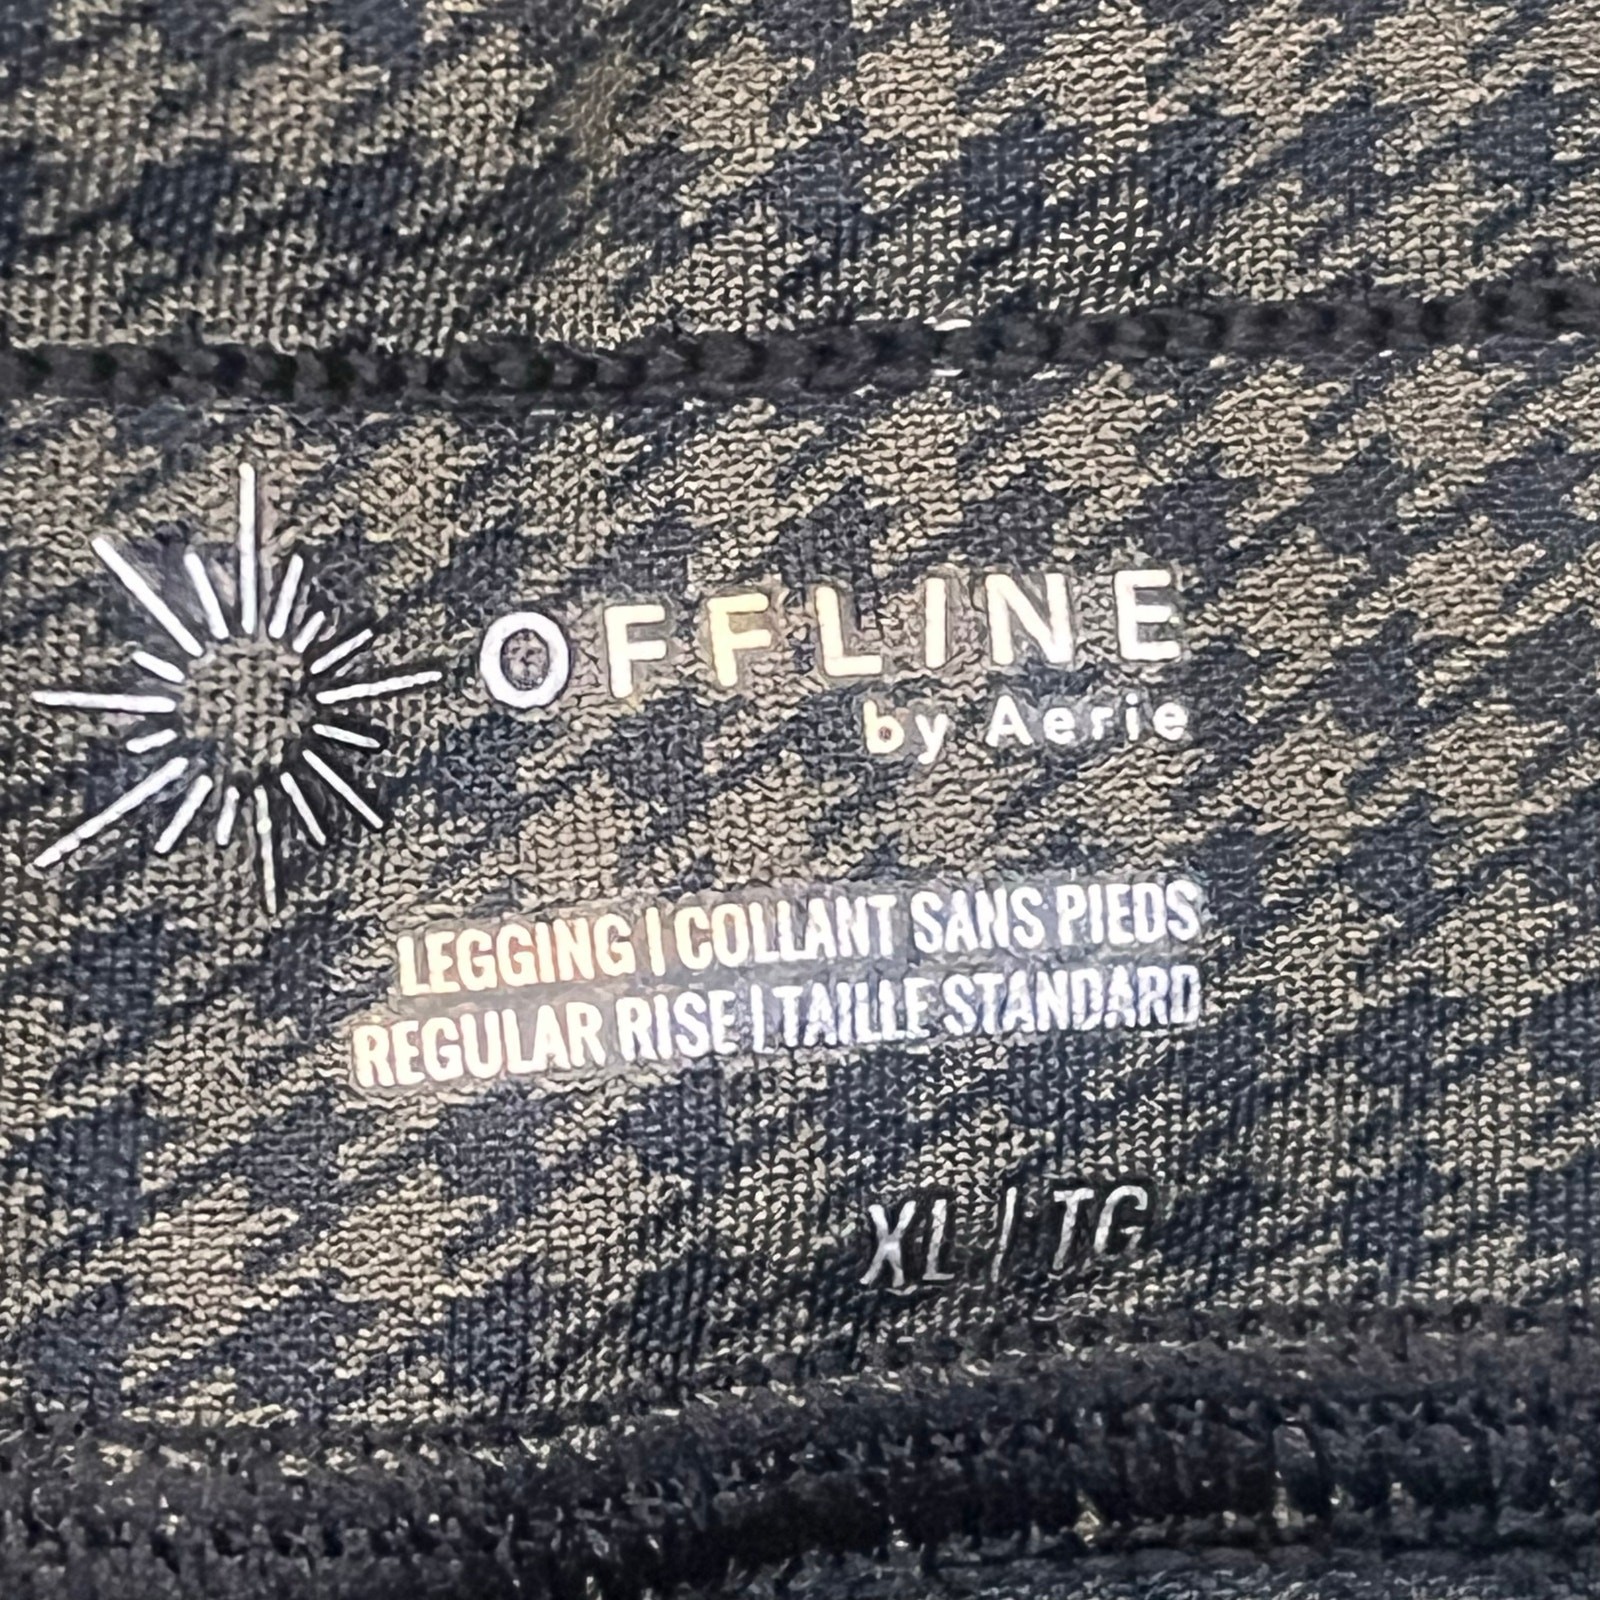 OFFLINE
by Aerie
LEGGING | COLLANT SANS PIEDS
REGULAR RISE | TAILLE STANDARD
XL | TG